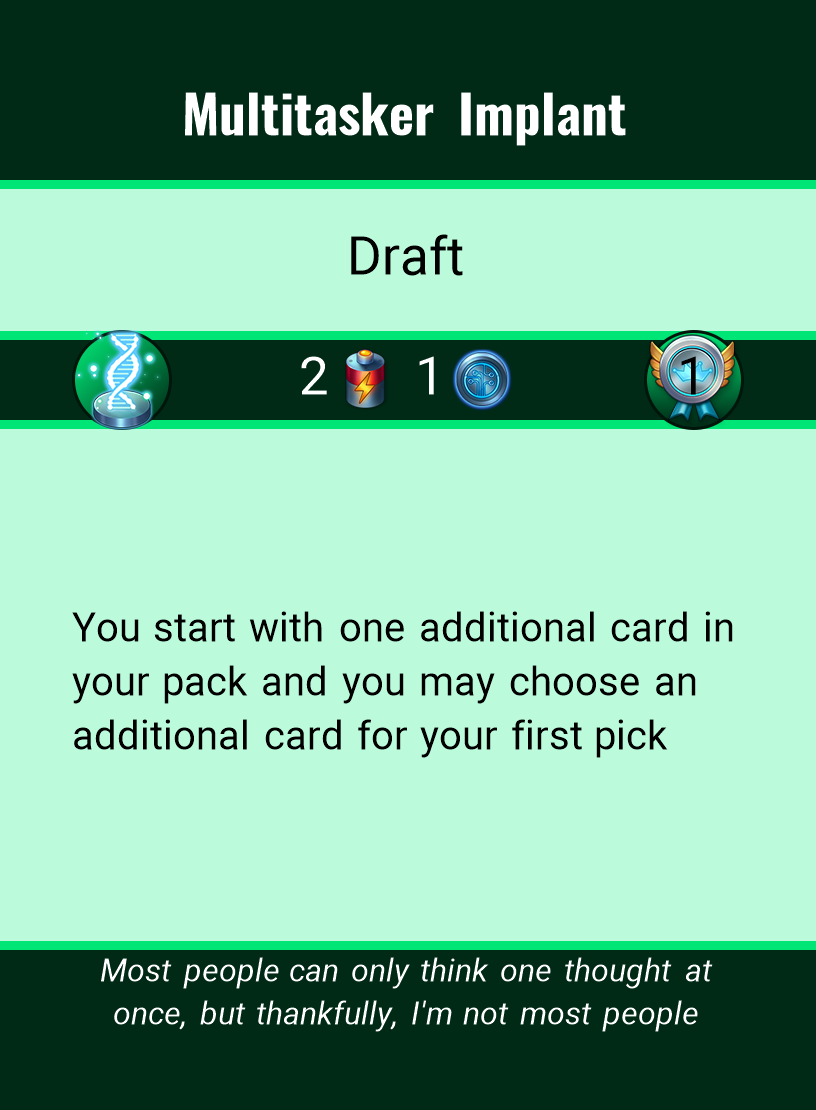 Multitasker Implant
Draft
2 1 1
You start with one additional card in
your pack and you may choose an
additional card for your first pick
Most people can only think one thought at
once, but thankfully, I'm not most people